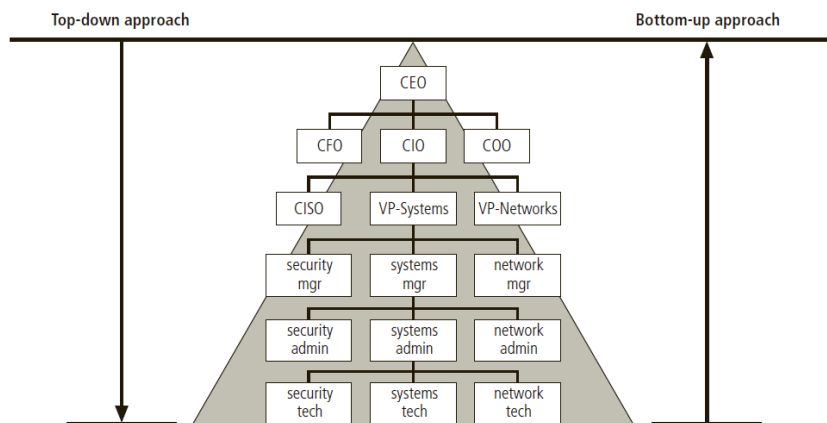 Top-down approach
Bottom-up approach
CEO
CFO
CIO
COO
CISO
VP-Systems
VP-Networks
security
mgr
systems
mgr
network
mgr
security
admin
systems
admin
network
admin
security
tech
systems
tech
network
tech